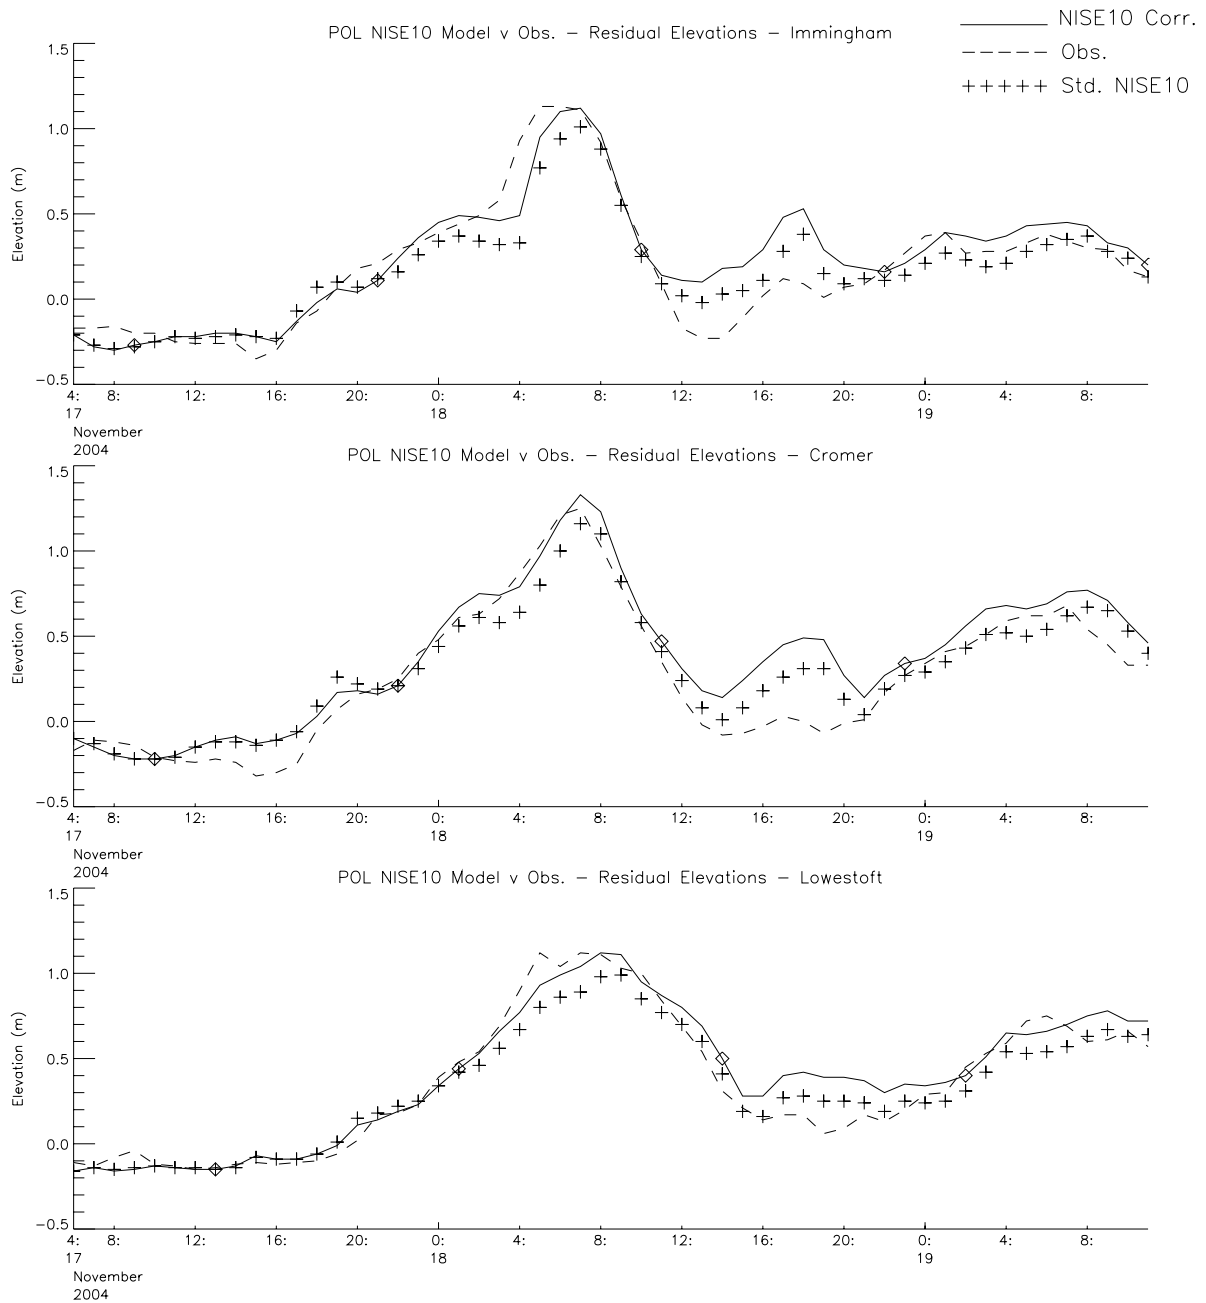 POL NISE10 Model v Obs. – Residual Elevations – Immingham
NISE10 Corr.
Obs.
+++++ Std. NISE10
1.5
1.0
0.5
0.0
−0.5
Elevation (m)
4: 8: 12: 16: 20: 0: 4: 8: 12: 16: 20: 0: 4: 8:
17 18 19
November
2004
POL NISE10 Model v Obs. – Residual Elevations – Cromer
1.5
1.0
0.5
0.0
−0.5
Elevation (m)
4: 8: 12: 16: 20: 0: 4: 8: 12: 16: 20: 0: 4: 8:
17 18 19
November
2004
POL NISE10 Model v Obs. – Residual Elevations – Lowestoft
1.5
1.0
0.5
0.0
−0.5
Elevation (m)
4: 8: 12: 16: 20: 0: 4: 8: 12: 16: 20: 0: 4: 8:
17 18 19
November
2004